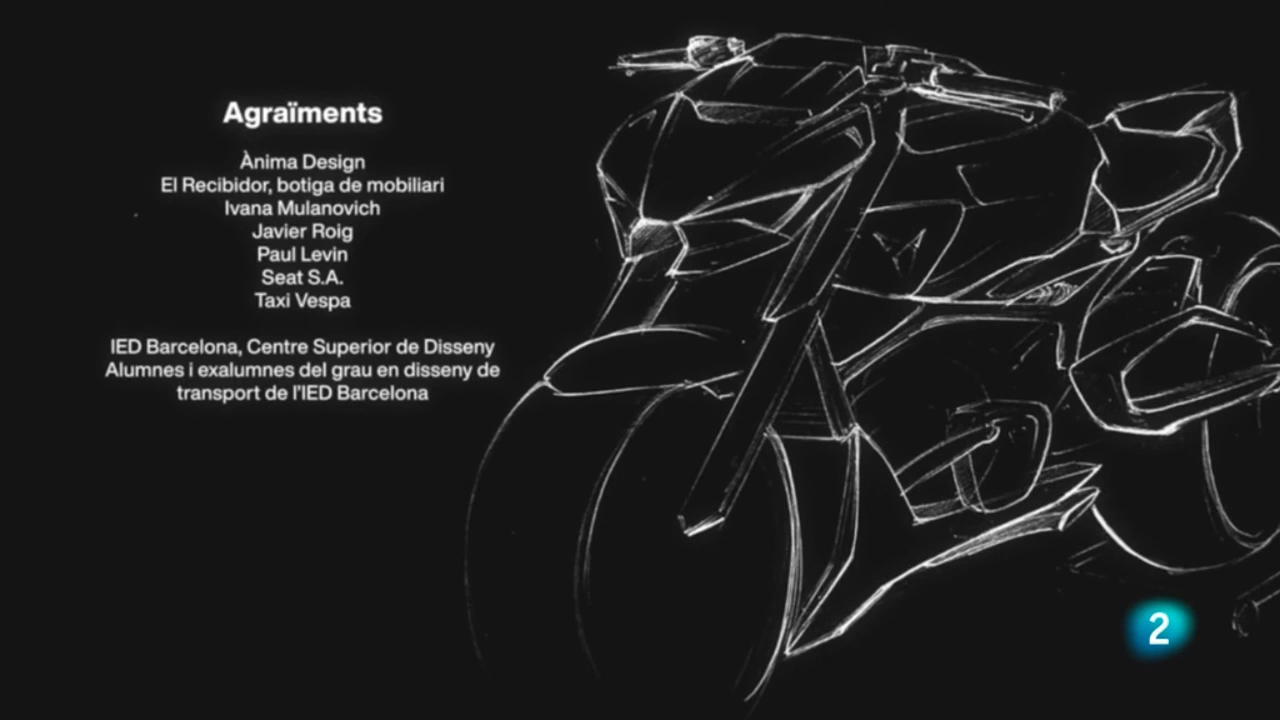 Agraïments
Ànima Design
El Recibidor, botiga de mobiliari
Ivana Mulanovich
Javier Roig
Paul Levin
Seat S.A.
Taxi Vespa
IED Barcelona, Centre Superior de Disseny
Alumnes i exalumnes del grau en disseny de
transport de l'IED Barcelona
2